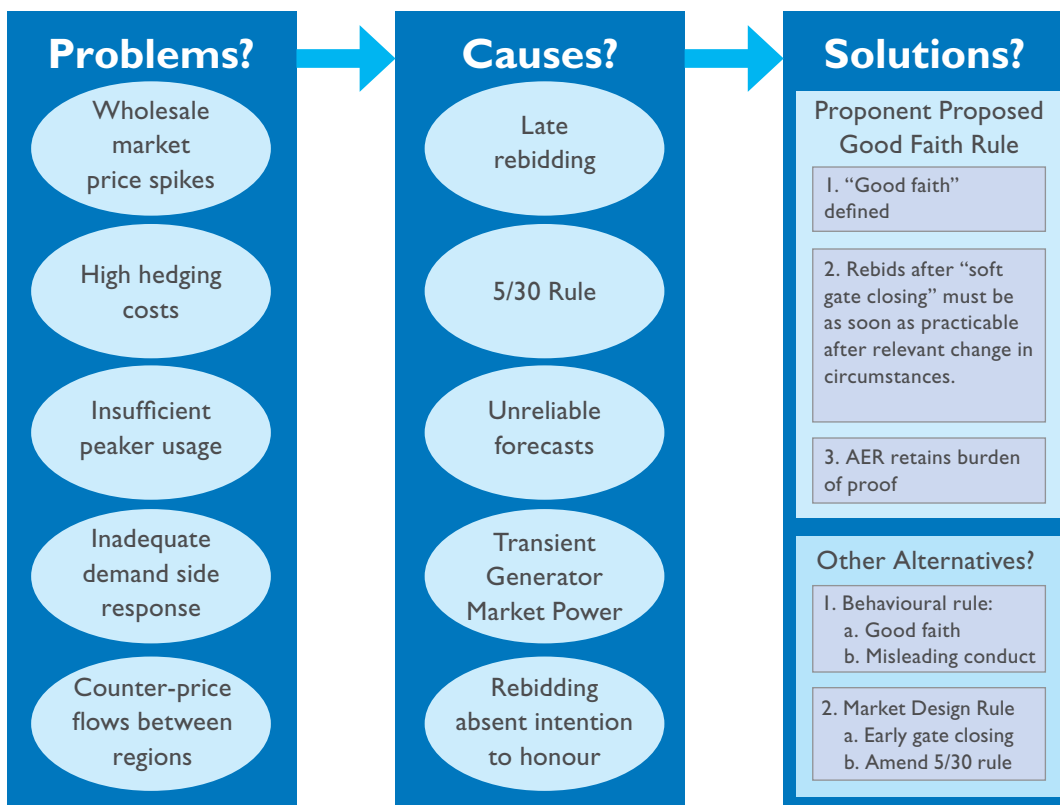 Problems?
Wholesale
market
price spikes
High hedging
costs
Insufficient
peaker usage
Inadequate
demand side
response
Counter-price
flows between
regions
Causes?
Late
rebidding
5/30 Rule
Unreliable
forecasts
Transient
Generator
Market Power
Rebidding
absent intention
to honour
Solutions?
Proponent Proposed
Good Faith Rule
1. “Good faith”
defined
2. Rebids after “soft
gate closing” must be
as soon as practicable
after relevant change in
circumstances.
3. AER retains burden
of proof
Other Alternatives?
1. Behavioural rule:
a. Good faith
b. Misleading conduct
2. Market Design Rule
a. Early gate closing
b. Amend 5/30 rule